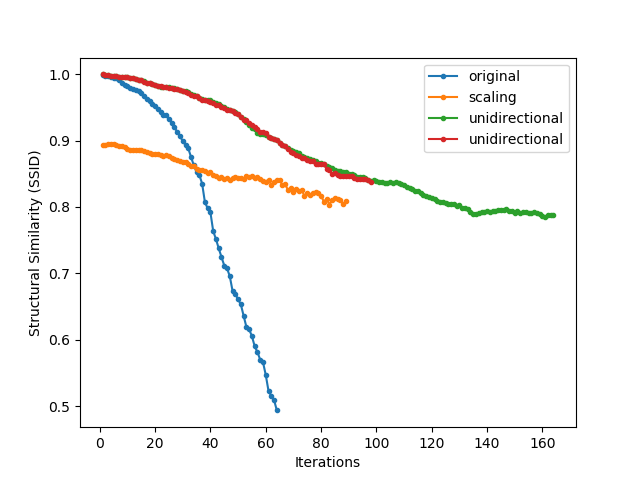 1.0
0.9
0.8
0.7
0.6
0.5
Structural Similarity (SSID)
0 20 40 60 80 100 120 140 160
Iterations
original
scaling
unidirectional
unidirectional